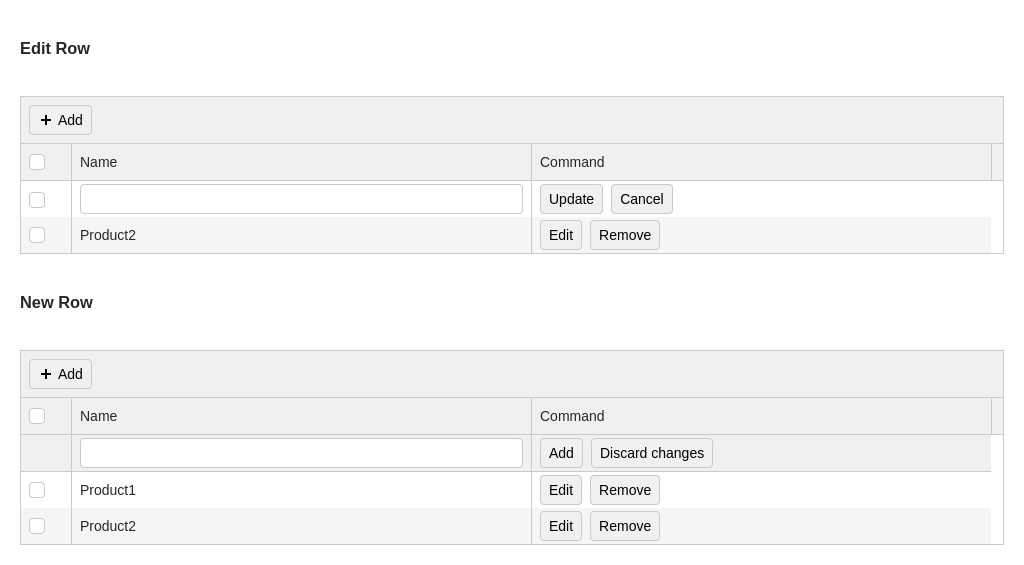 Edit Row
Add
Name Command
Update Cancel
Product2 Edit Remove
New Row
Add
Name Command
Add Discard changes
Product1 Edit Remove
Product2 Edit Remove